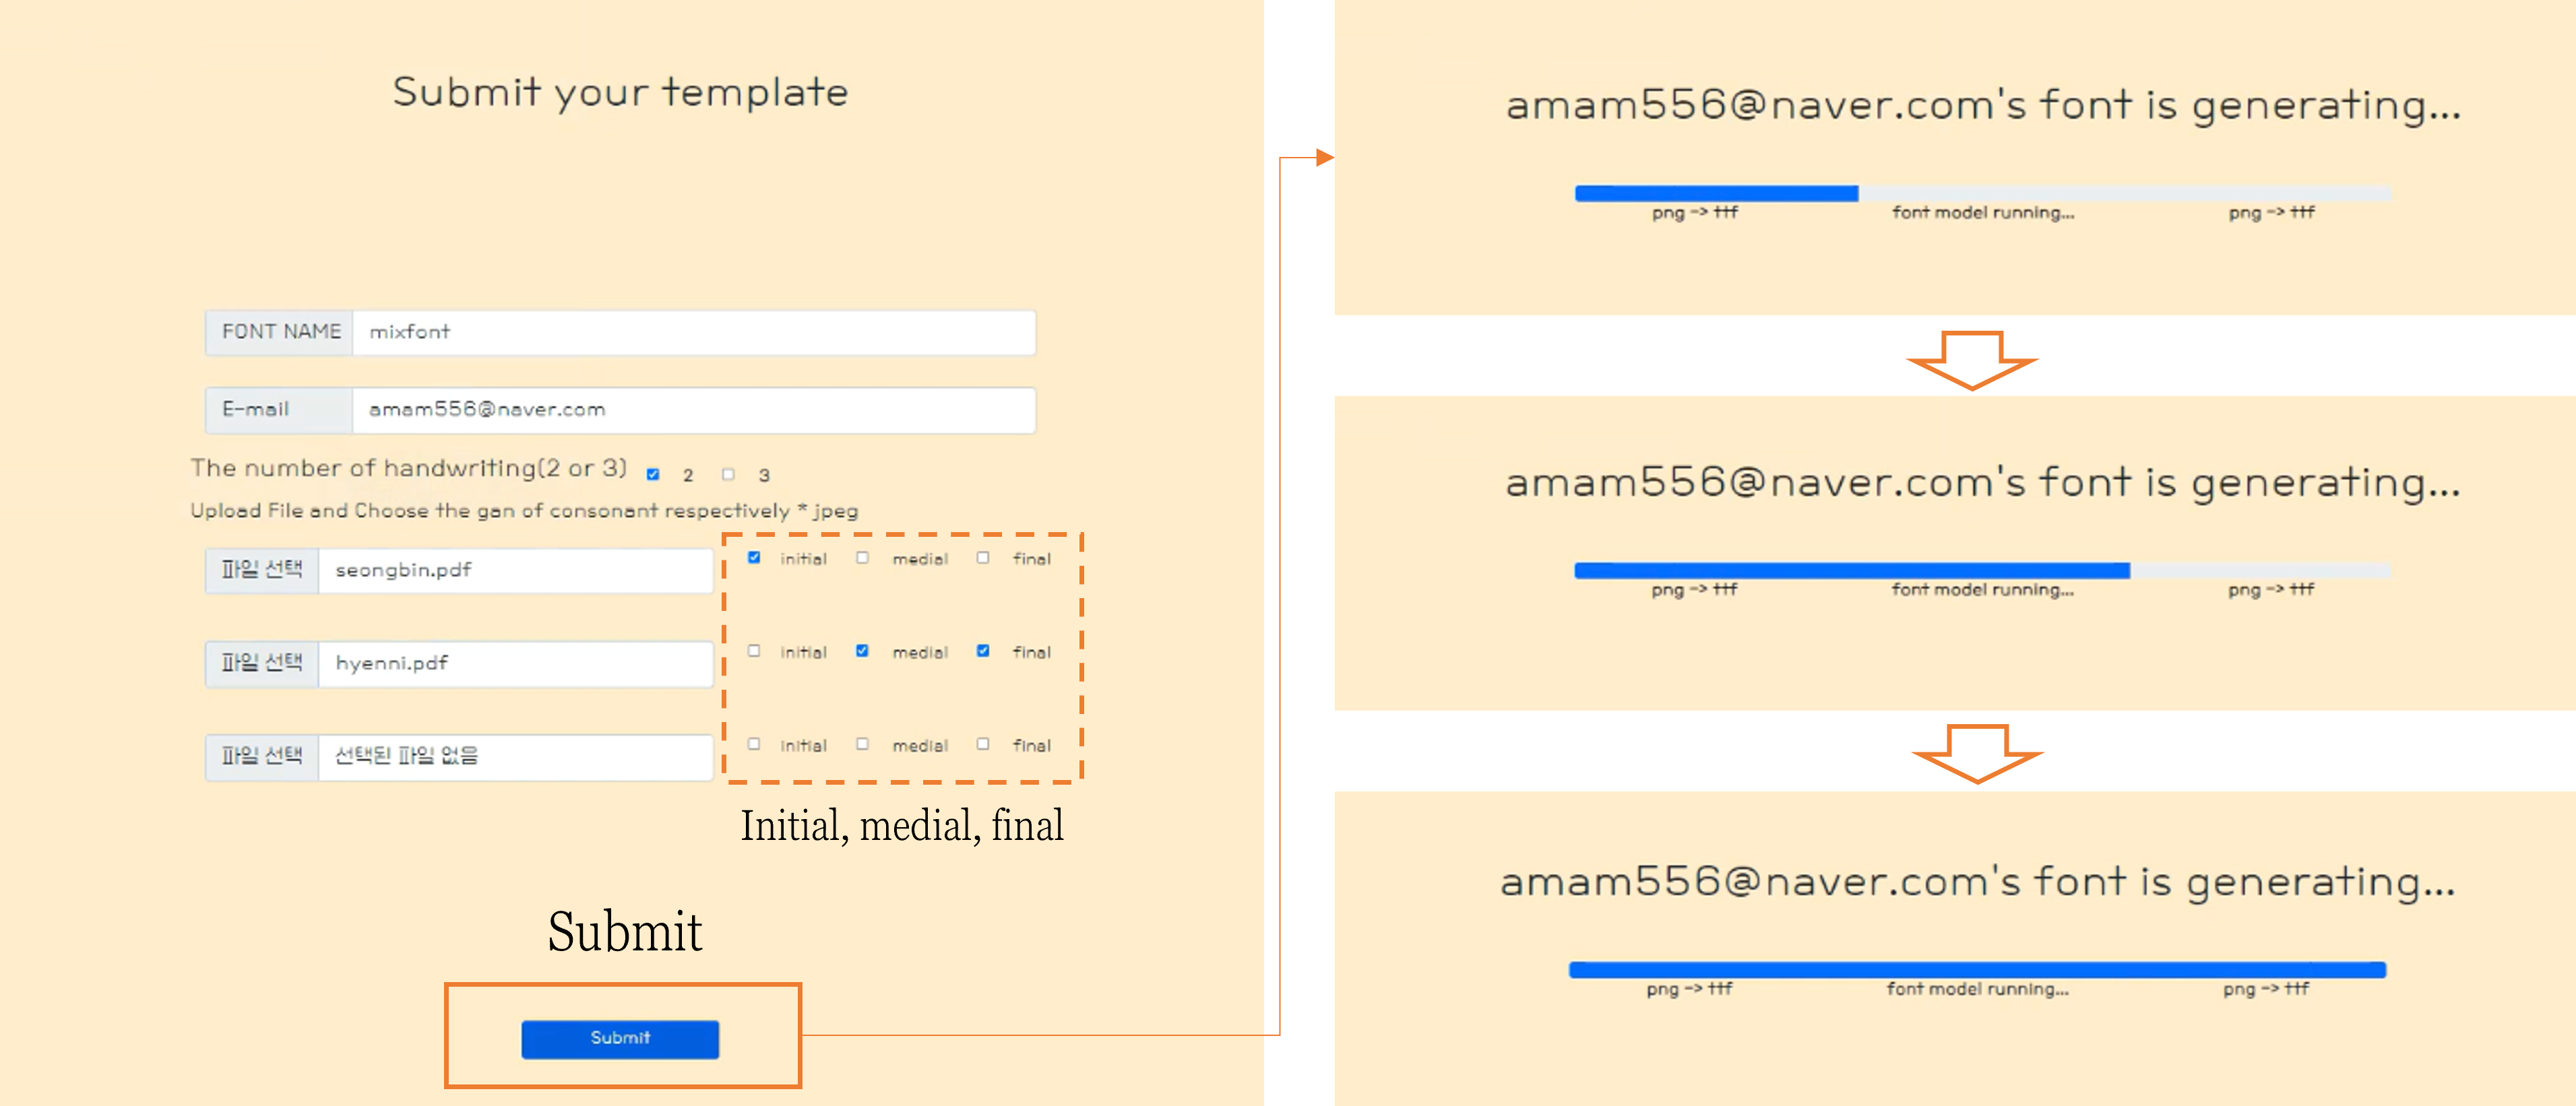 Submit your template
FONT NAME mixfont
E-mail amam556@naver.com
The number of handwriting(2 or 3) 2 3
Upload File and Choose the gan of consonant respectively * jpeg
파일 선택 seongbin.pdf initial medial final
파일 선택 hyenni.pdf initial medial final
파일 선택 선택된 파일 없음 initial medial final
Initial, medial, final
Submit
Submit
amam556@naver.com's font is generating...
png -> ttf font model running... png -> ttf
amam556@naver.com's font is generating...
png -> ttf font model running... png -> ttf
amam556@naver.com's font is generating...
png -> ttf font model running... png -> ttf